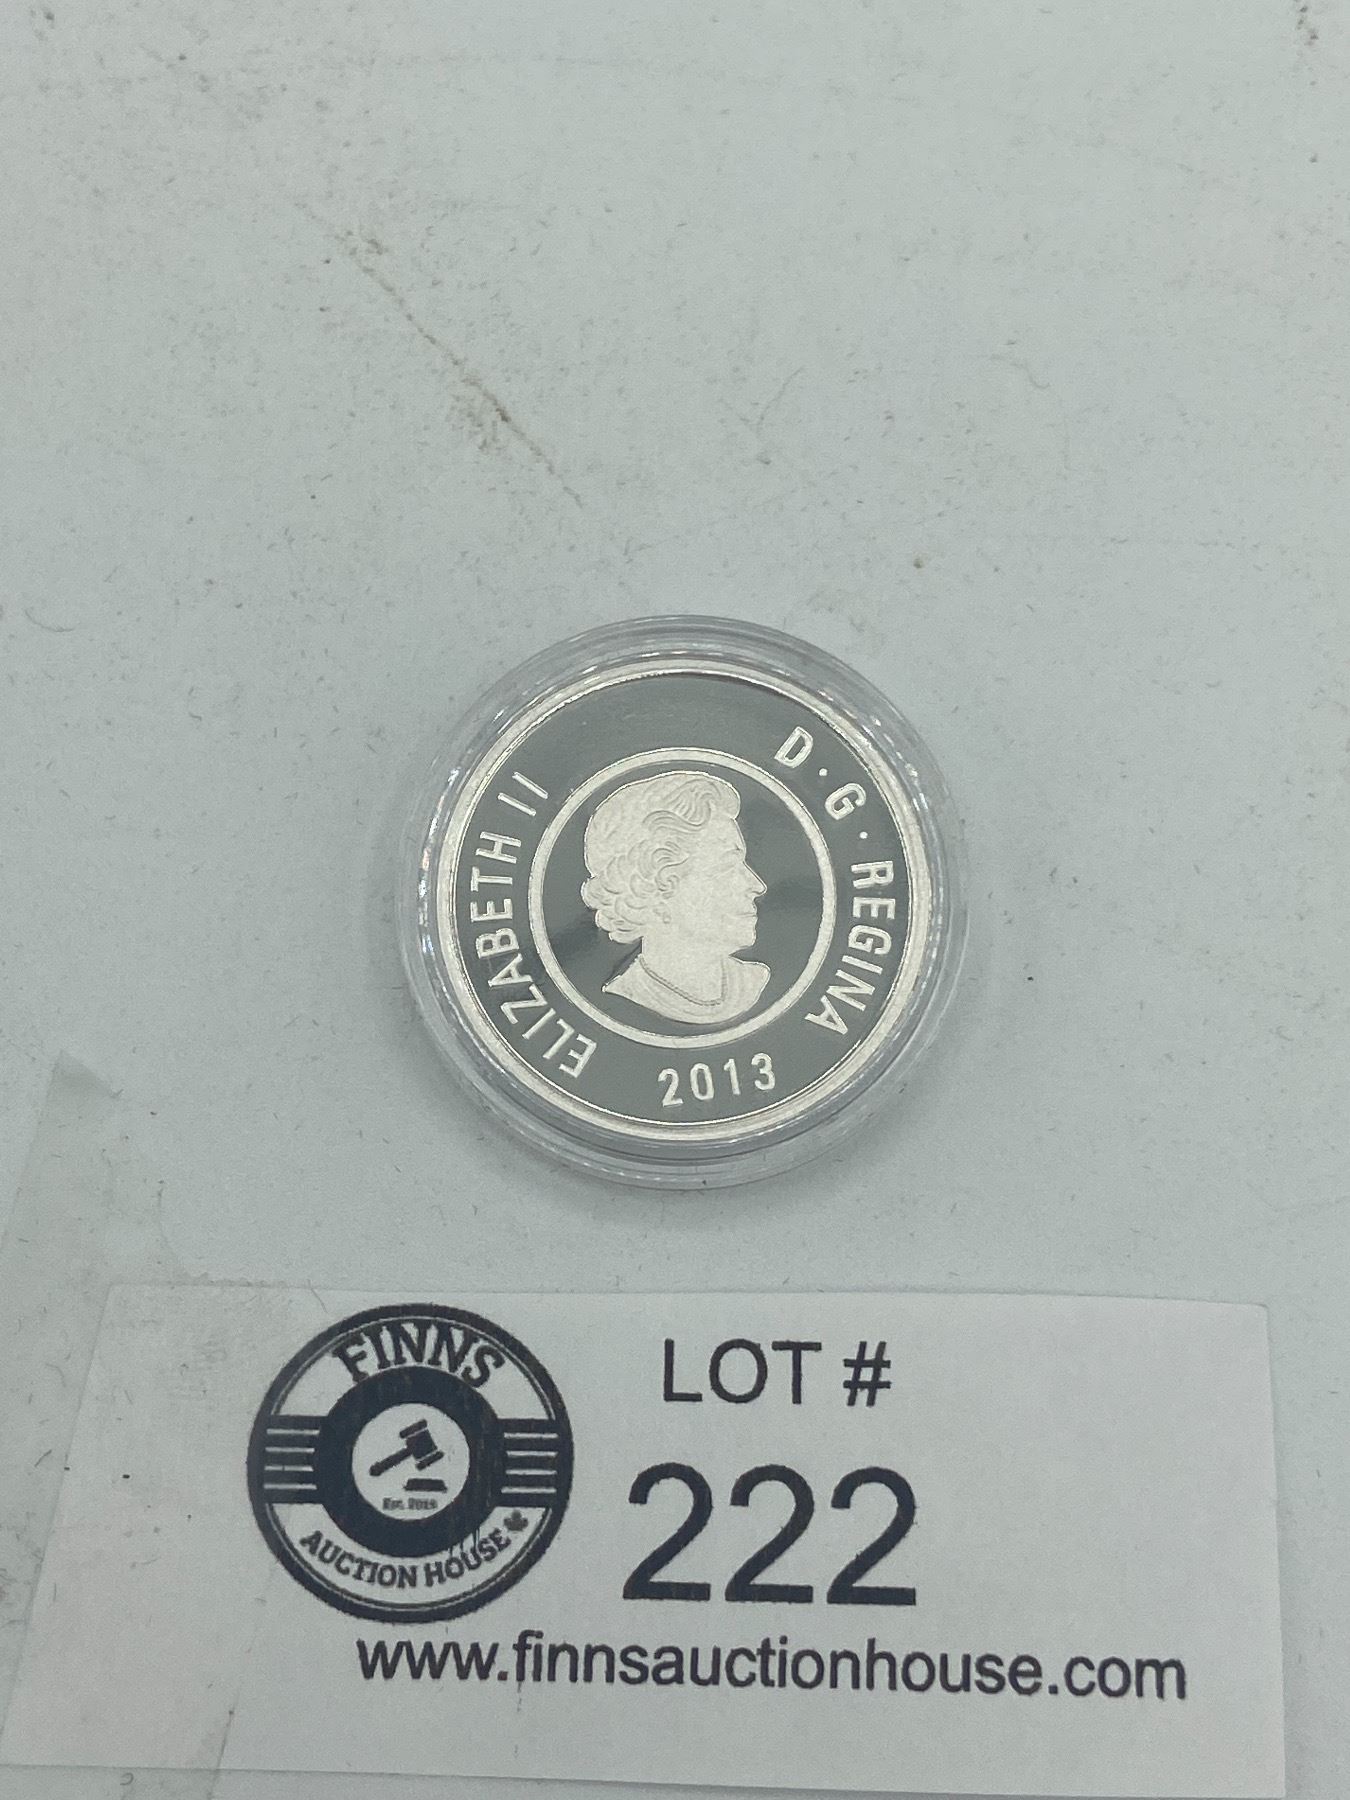 ELIZABETH II
D·G·REGINA
2013
FINNS
Est. 2019
AUCTION HOUSE
LOT #
222
www.finnsauctionhouse.com